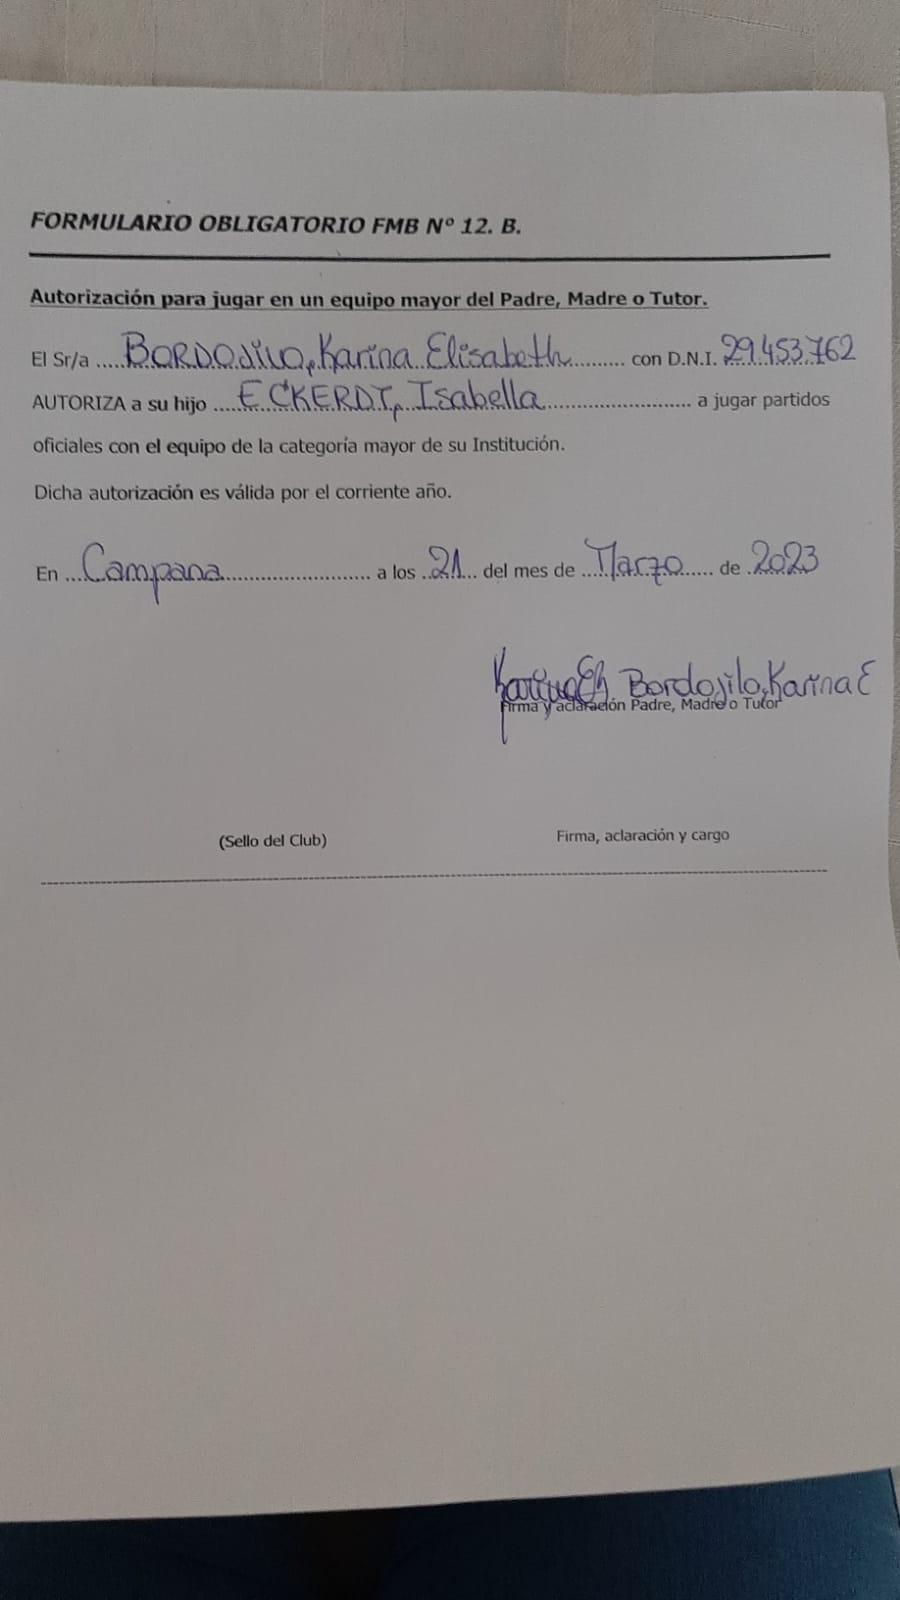 FORMULARIO OBLIGATORIO FMB Nº 12. B.
Autorización para jugar en un equipo mayor del Padre, Madre o Tutor.
El Sr/a .....BORDOJILO, Karina Elisabeth.......... con D.N.I. 29.453.762
AUTORIZA a su hijo .....ECKERDT, Isabella............................ a jugar partidos
oficiales con el equipo de la categoría mayor de su Institución.
Dicha autorización es válida por el corriente año.
En ...Campana............................ a los ..21... del mes de .....Marzo...... de .2023
Bordojilo, Karina E
Firma y aclaración Padre, Madre o Tutor
(Sello del Club) Firma, aclaración y cargo